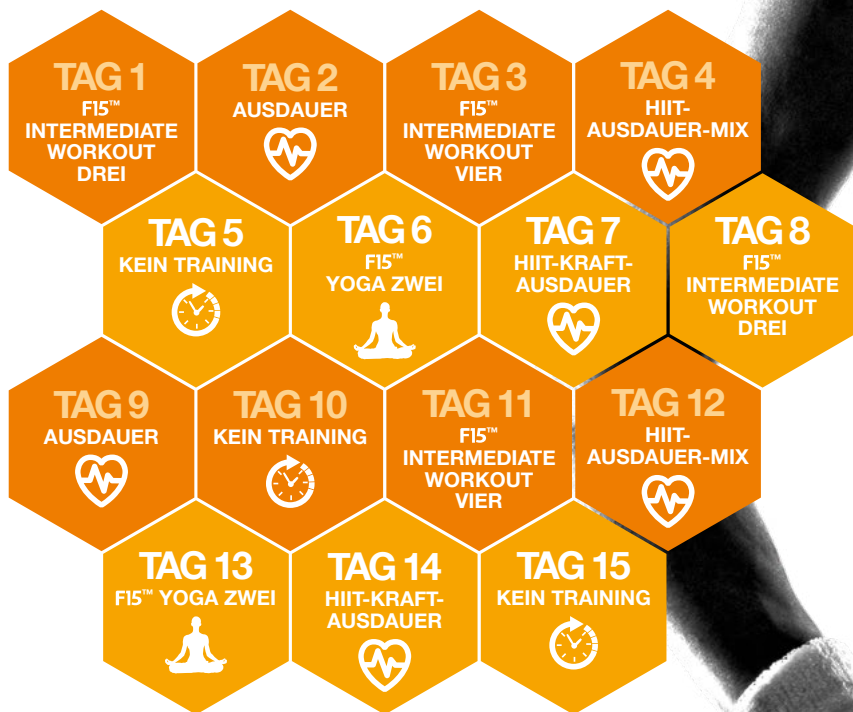 TAG 1
F15™
INTERMEDIATE
WORKOUT
DREI
TAG 2
AUSDAUER
TAG 3
F15™
INTERMEDIATE
WORKOUT
VIER
TAG 4
HIIT-
AUSDAUER-MIX
TAG 5
KEIN TRAINING
TAG 6
F15™
YOGA ZWEI
TAG 7
HIIT-KRAFT-
AUSDAUER
TAG 8
F15™
INTERMEDIATE
WORKOUT
DREI
TAG 9
AUSDAUER
TAG 10
KEIN TRAINING
TAG 11
F15™
INTERMEDIATE
WORKOUT
VIER
TAG 12
HIIT-
AUSDAUER-MIX
TAG 13
F15™ YOGA ZWEI
TAG 14
HIIT-KRAFT-
AUSDAUER
TAG 15
KEIN TRAINING